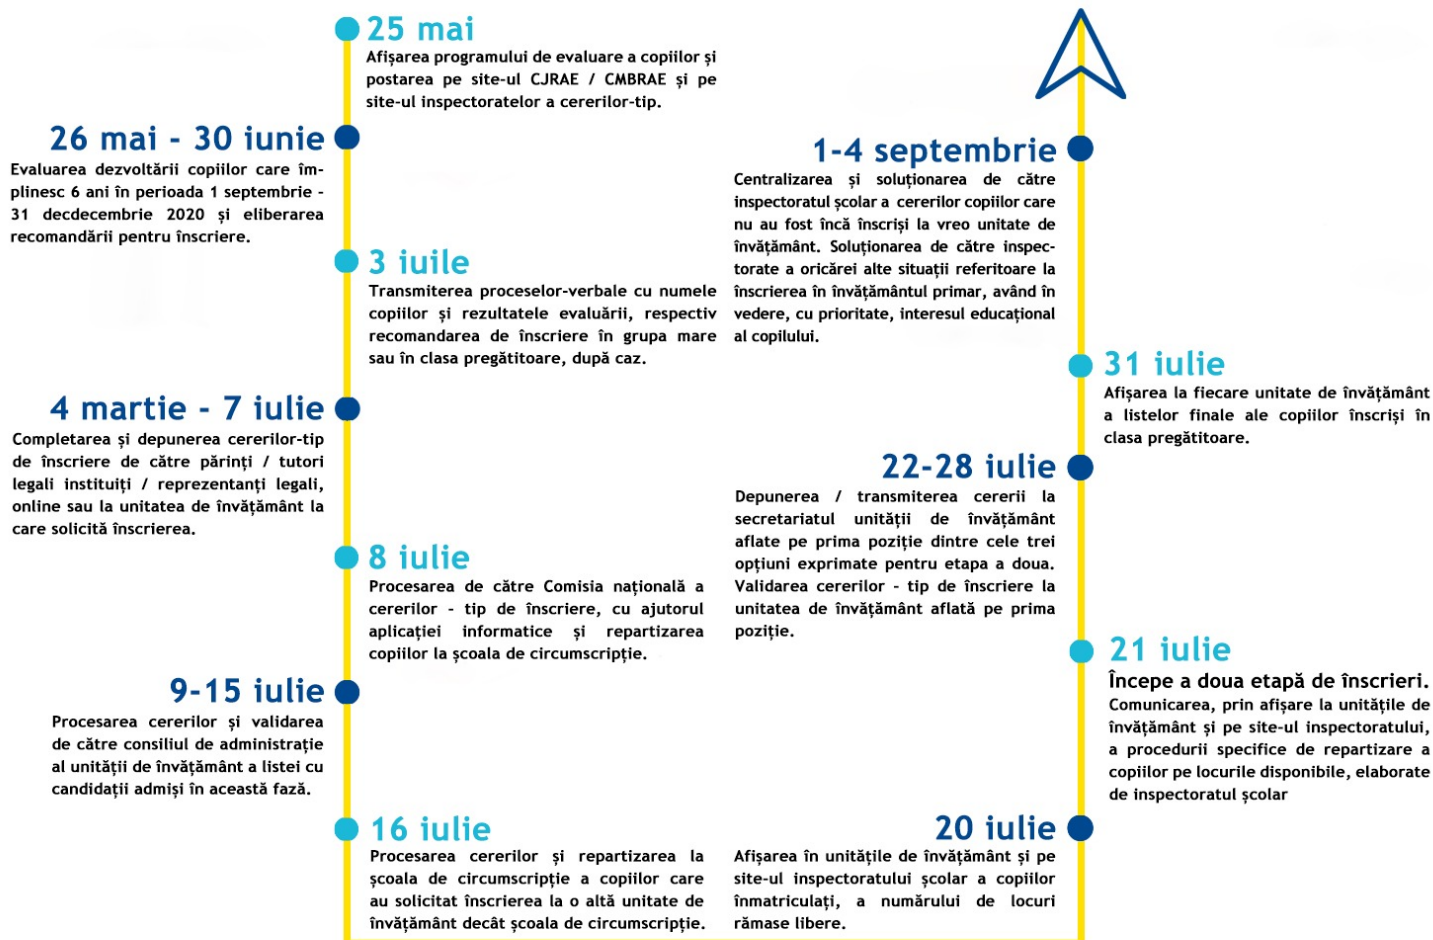 25 mai
Afișarea programului de evaluare a copiilor și
postarea pe site-ul CJRAE / CMBRAE și pe
site-ul inspectoratelor a cererilor-tip.
26 mai - 30 iunie
Evaluarea dezvoltării copiilor care îm-
plinesc 6 ani în perioada 1 septembrie -
31 decdecembrie 2020 și eliberarea
recomandării pentru înscriere.
3 iuile
Transmiterea proceselor-verbale cu numele
copiilor și rezultatele evaluării, respectiv
recomandarea de înscriere în grupa mare
sau în clasa pregătitoare, după caz.
4 martie - 7 iulie
Completarea și depunerea cererilor-tip
de înscriere de către părinți / tutori
legali instituiți / reprezentanți legali,
online sau la unitatea de învățământ la
care solicită înscrierea.
8 iulie
Procesarea de către Comisia națională a
cererilor - tip de înscriere, cu ajutorul
aplicației informatice și repartizarea
copiilor la școala de circumscripție.
9-15 iulie
Procesarea cererilor și validarea
de către consiliul de administrație
al unității de învățământ a listei cu
candidații admiși în această fază.
16 iulie
Procesarea cererilor și repartizarea la
școala de circumscripție a copiilor care
au solicitat înscrierea la o altă unitate de
învățământ decât școala de circumscripție.
20 iulie
Afișarea în unitățile de învățământ și pe
site-ul inspectoratului școlar a copiilor
înmatriculați, a numărului de locuri
rămase libere.
21 iulie
Începe a doua etapă de înscrieri.
Comunicarea, prin afișare la unitățile de
învățământ și pe site-ul inspectoratului,
a procedurii specifice de repartizare a
copiilor pe locurile disponibile, elaborate
de inspectoratul școlar
22-28 iulie
Depunerea / transmiterea cererii la
secretariatul unității de învățământ
aflate pe prima poziție dintre cele trei
opțiuni exprimate pentru etapa a doua.
Validarea cererilor - tip de înscriere la
unitatea de învățământ aflată pe prima
poziție.
31 iulie
Afișarea la fiecare unitate de învățământ
a listelor finale ale copiilor înscriși în
clasa pregătitoare.
1-4 septembrie
Centralizarea și soluționarea de către
inspectoratul școlar a cererilor copiilor care
nu au fost încă înscriși la vreo unitate de
învățământ. Soluționarea de către inspec-
torate a oricărei alte situații referitoare la
înscrierea în învățământul primar, având în
vedere, cu prioritate, interesul educațional
al copilului.